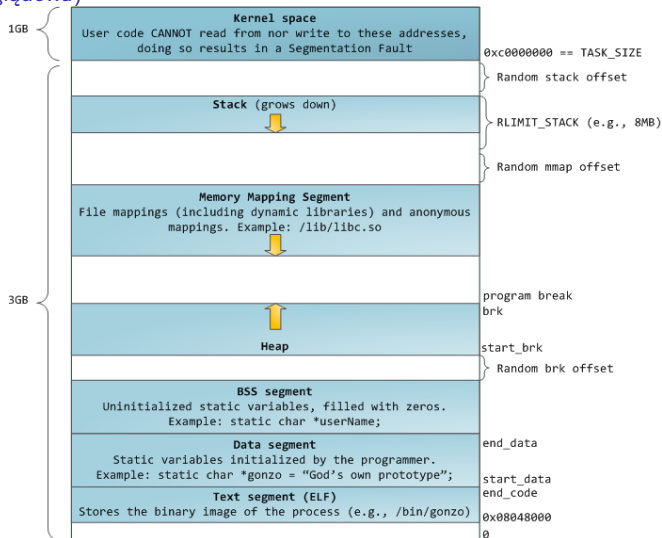 1GB
Kernel space
User code CANNOT read from nor write to these addresses,
doing so results in a Segmentation Fault
0xc0000000 == TASK_SIZE
Random stack offset
Stack (grows down)
RLIMIT_STACK (e.g., 8MB)
Random mmap offset
Memory Mapping Segment
File mappings (including dynamic libraries) and anonymous
mappings. Example: /lib/libc.so
3GB
program break
brk
Heap
start_brk
Random brk offset
BSS segment
Uninitialized static variables, filled with zeros.
Example: static char *userName;
Data segment
Static variables initialized by the programmer.
Example: static char *gonzo = “God’s own prototype”;
end_data
start_data
end_code
Text segment (ELF)
Stores the binary image of the process (e.g., /bin/gonzo)
0x08048000
0